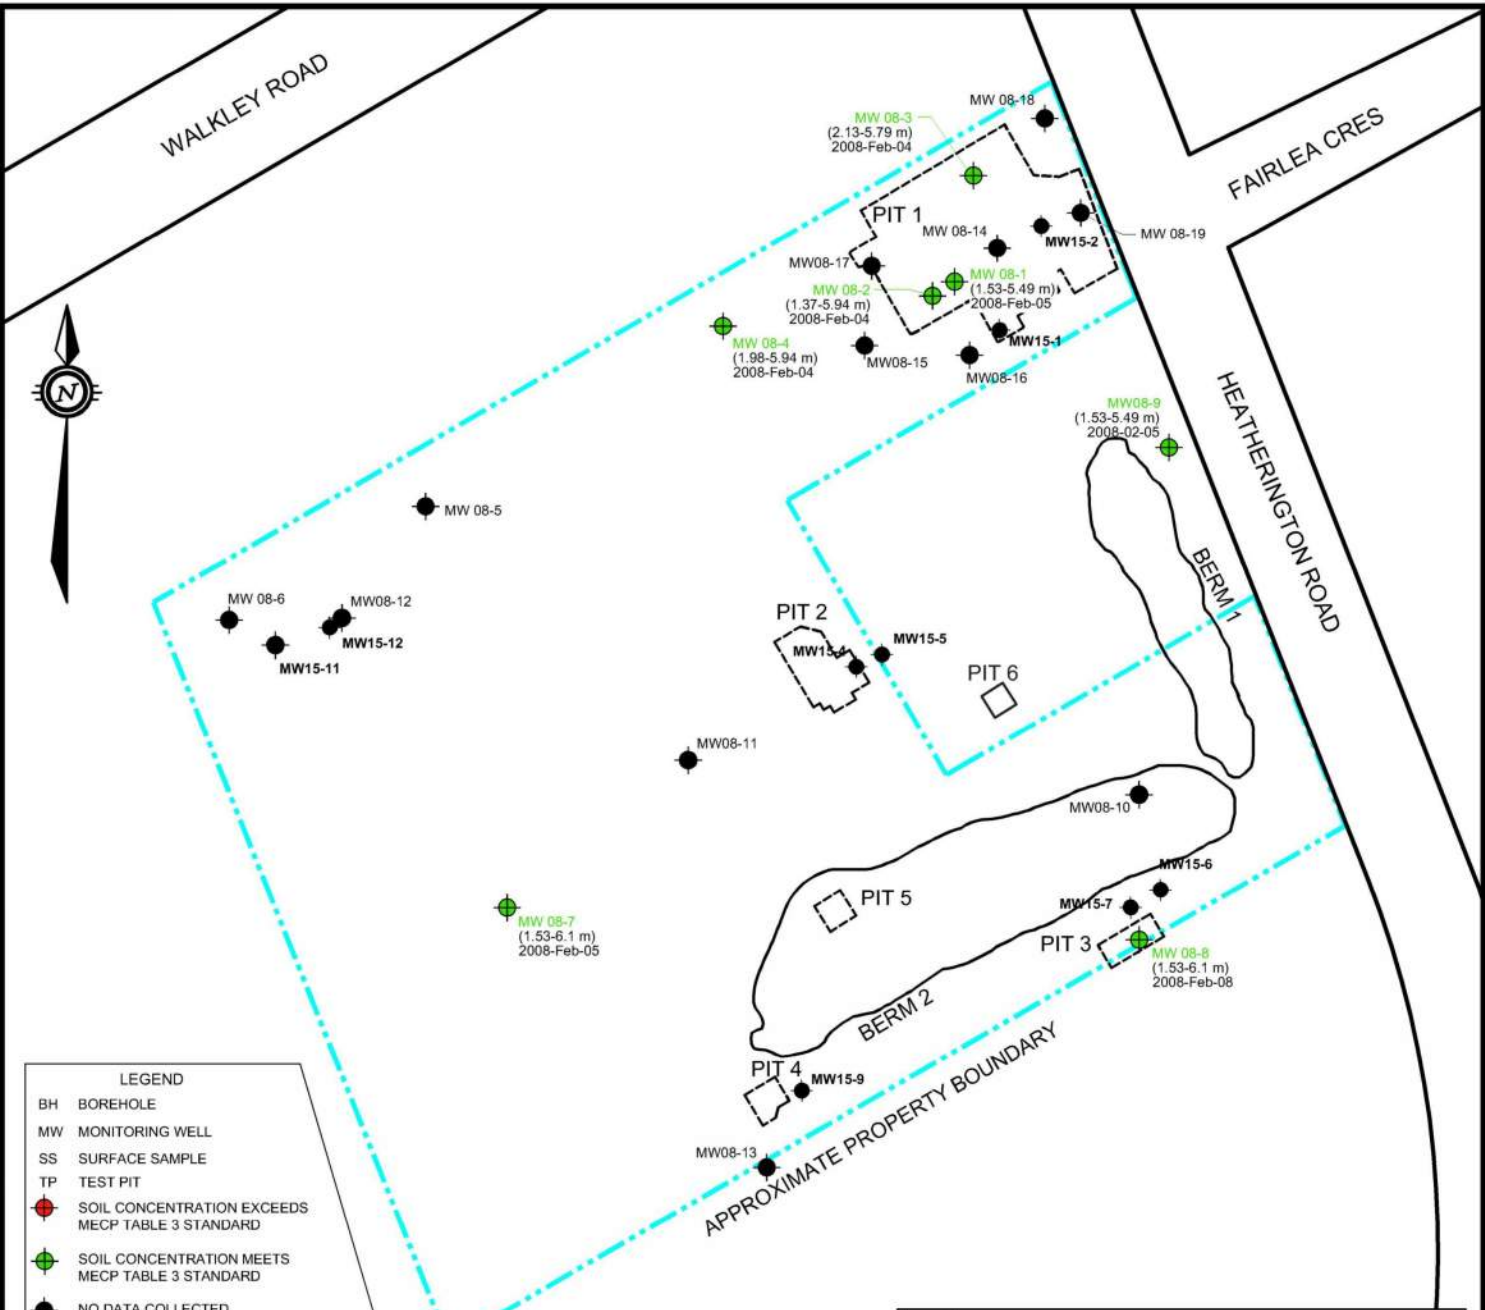 WALKLEY ROAD
FAIRLEA CRES
HEATHERINGTON ROAD
MW 08-18
MW 08-3
(2.13-5.79 m)
2008-Feb-04
PIT 1
MW 08-14
MW15-2
MW 08-19
MW08-17
MW 08-1
(1.53-5.49 m)
2008-Feb-05
MW 08-2
(1.37-5.94 m)
2008-Feb-04
MW 08-4
(1.98-5.94 m)
2008-Feb-04
MW15-1
MW08-15
MW08-16
MW08-9
(1.53-5.49 m)
2008-02-05
N
MW 08-5
BERM 1
MW 08-6
MW08-12
MW15-12
MW15-11
PIT 2
MW15-5
MW15-4
PIT 6
MW08-11
MW08-10
MW15-6
PIT 5
MW15-7
PIT 3
MW 08-7
(1.53-6.1 m)
2008-Feb-05
MW 08-8
(1.53-6.1 m)
2008-Feb-08
BERM 2
PIT 4
MW15-9
MW08-13
APPROXIMATE PROPERTY BOUNDARY
LEGEND
BH BOREHOLE
MW MONITORING WELL
SS SURFACE SAMPLE
TP TEST PIT
SOIL CONCENTRATION EXCEEDS
MECP TABLE 3 STANDARD
SOIL CONCENTRATION MEETS
MECP TABLE 3 STANDARD
NO DATA COLLECTED